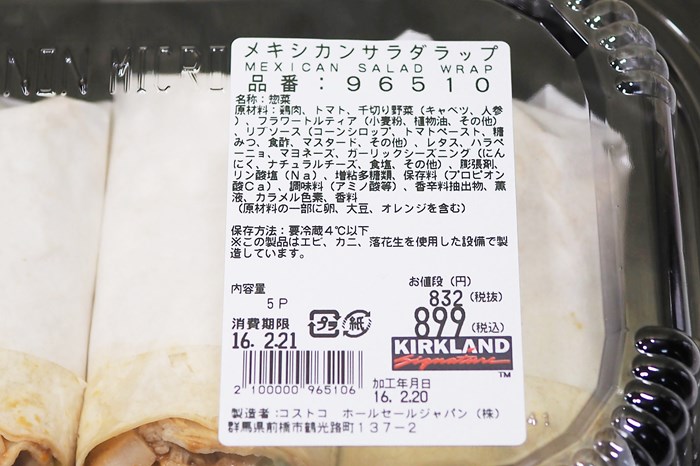 NON MICR
メキシカンサラダラップ
MEXICAN SALAD WRAP
品番:96510
名称:惣菜
原材料:鶏肉、トマト、千切り野菜(キャベツ、人参
)、フラワートルティア(小麦粉、植物油、その他)
、リブソース(コーンシロップ、トマトペースト、糖
みつ、食酢、マスタード、その他)、レタス、ハラペ
ーニョ、マヨネーズ、ガーリックシーズニング(にん
にく、ナチュラルチーズ、食塩、その他)、膨張剤、
リン酸塩(Na)、増粘多糖類、保存料(プロピオン
酸Ca)、調味料(アミノ酸等)、香辛料抽出物、薫
液、カラメル色素、香料
(原材料の一部に卵、大豆、オレンジを含む)
保存方法:要冷蔵4℃以下
※この製品はエビ、カニ、落花生を使用した設備で製
造しています。
内容量
5P
お値段(円)
832(税抜)
899(税込)
消費期限
16.2.21
プラ 紙
KIRKLAND
Signature
TM
2 100000 965106
加工年月日
16.2.20
製造者:コストコ ホールセールジャパン(株)
群馬県前橋市鶴光路町137-2